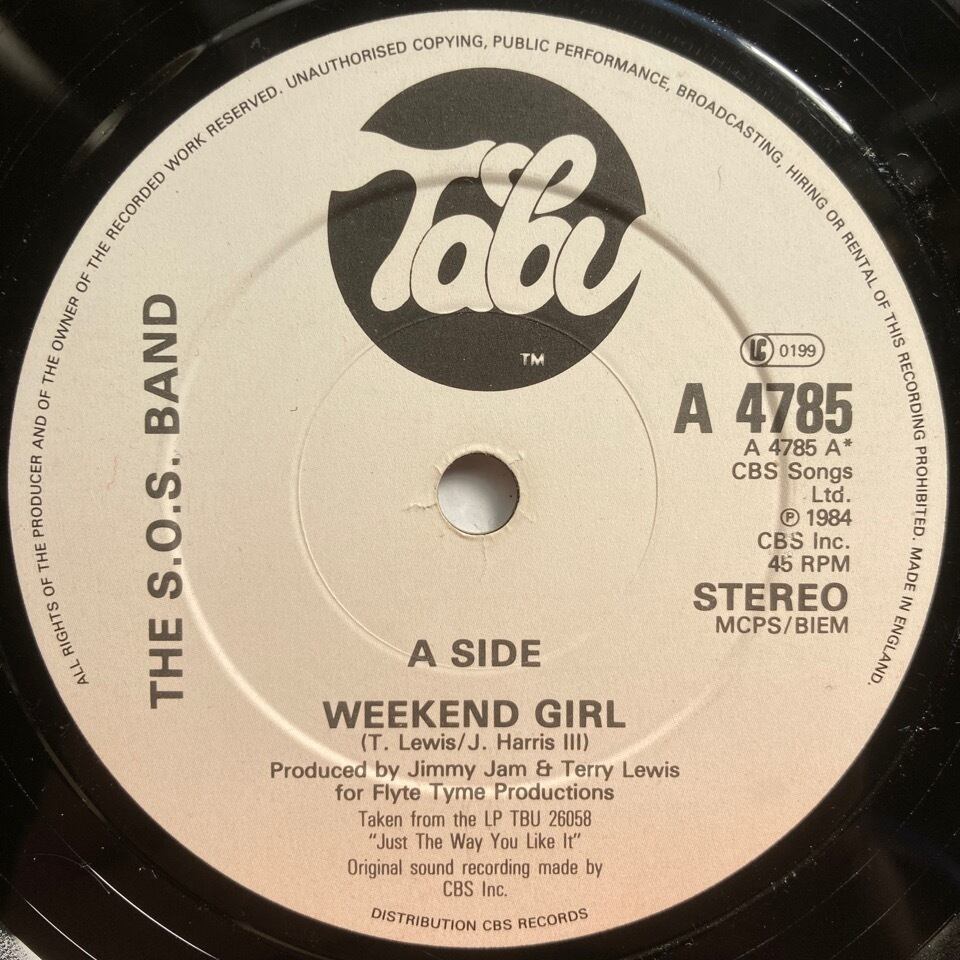 ALL RIGHTS OF THE PRODUCER AND OF THE OWNER OF THE RECORDED WORK RESERVED. UNAUTHORISED COPYING, PUBLIC PERFORMANCE, BROADCASTING, HIRING OR RENTAL OF THIS RECORDING PROHIBITED. MADE IN ENGLAND.
Tabu
TM
THE S.O.S. BAND
LC 0199
A 4785
A 4785 A*
CBS Songs
Ltd.
℗ 1984
CBS Inc.
45 RPM
STEREO
MCPS/BIEM
A SIDE
WEEKEND GIRL
(T. Lewis/J. Harris III)
Produced by Jimmy Jam & Terry Lewis
for Flyte Tyme Productions
Taken from the LP TBU 26058
"Just The Way You Like It"
Original sound recording made by
CBS Inc.
DISTRIBUTION CBS RECORDS